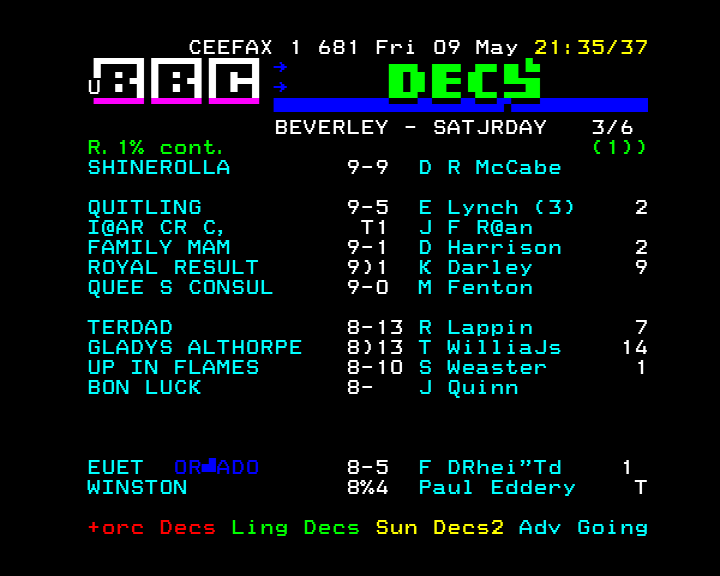 CEEFAX 1 681 Fri 09 May 21:35/37
U BBC DECS
BEVERLEY - SATJRDAY 3/6
R.1% cont. (1))
SHINEROLLA 9-9 D R McCabe
QUITLING 9-5 E Lynch (3) 2
I@AR CR C, T1 J F R@an
FAMILY MAM 9-1 D Harrison 2
ROYAL RESULT 9)1 K Darley 9
QUEE S CONSUL 9-0 M Fenton
TERDAD 8-13 R Lappin 7
GLADYS ALTHORPE 8)13 T WilliaJs 14
UP IN FLAMES 8-10 S Weaster 1
BON LUCK 8- J Quinn
EUET OR ADO 8-5 F DRhei"Td 1
WINSTON 8%4 Paul Eddery T
+orc Decs Ling Decs Sun Decs2 Adv Going